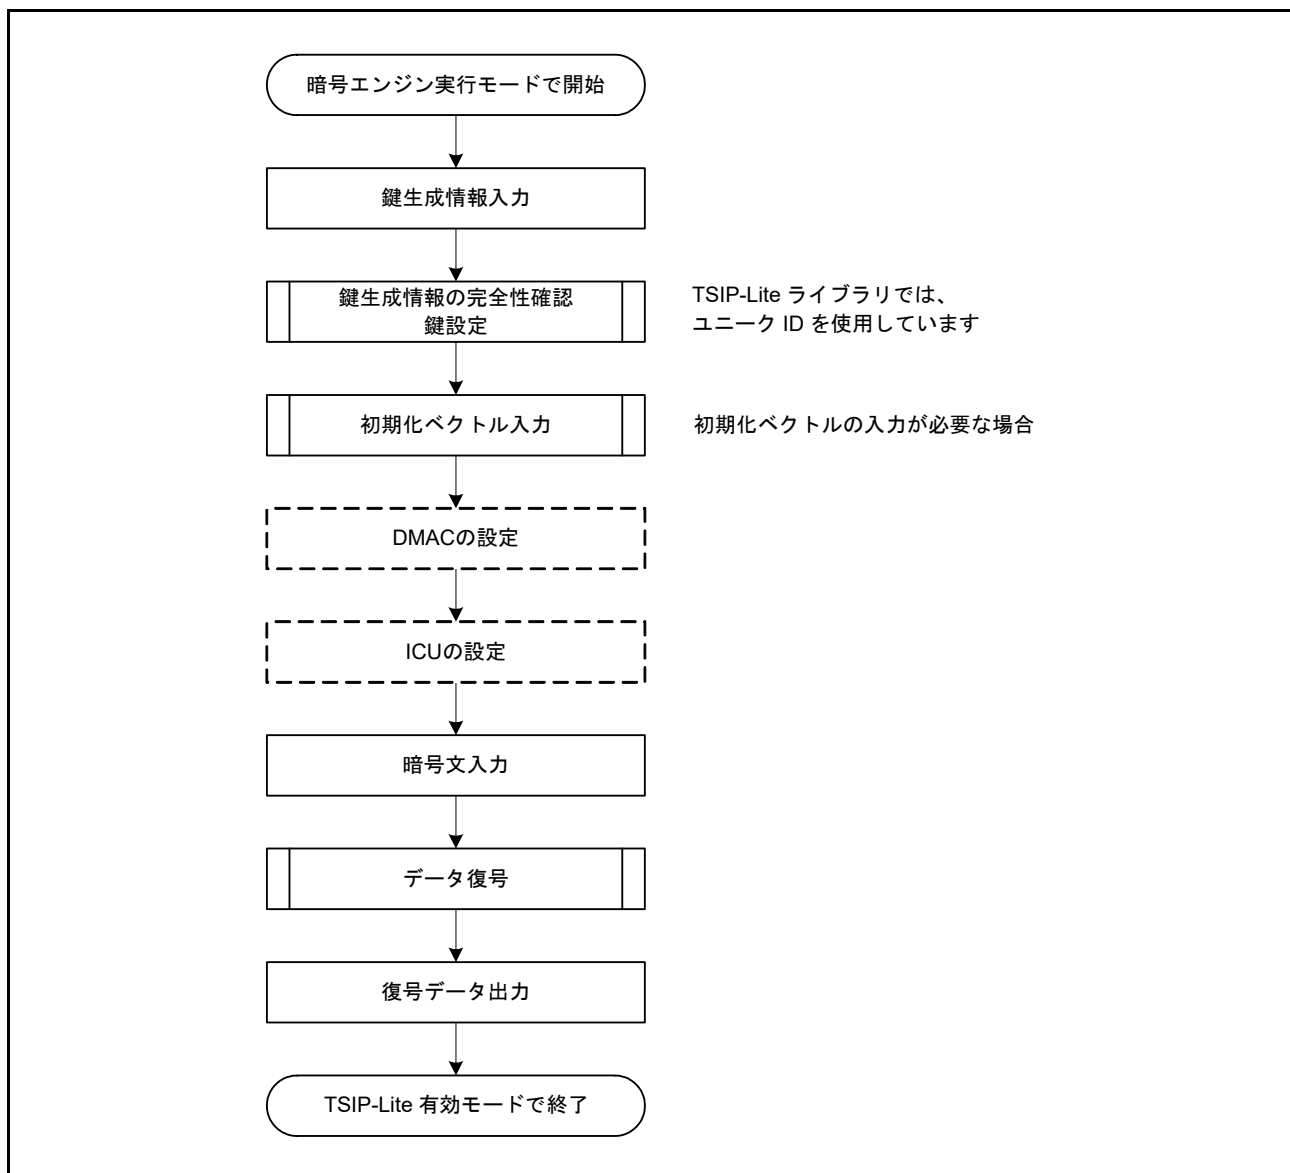 暗号エンジン実行モードで開始
鍵生成情報入力
鍵生成情報の完全性確認
鍵設定
TSIP-Lite ライブラリでは、
ユニーク ID を使用しています
初期化ベクトル入力
初期化ベクトルの入力が必要な場合
DMACの設定
ICUの設定
暗号文入力
データ復号
復号データ出力
TSIP-Lite 有効モードで終了